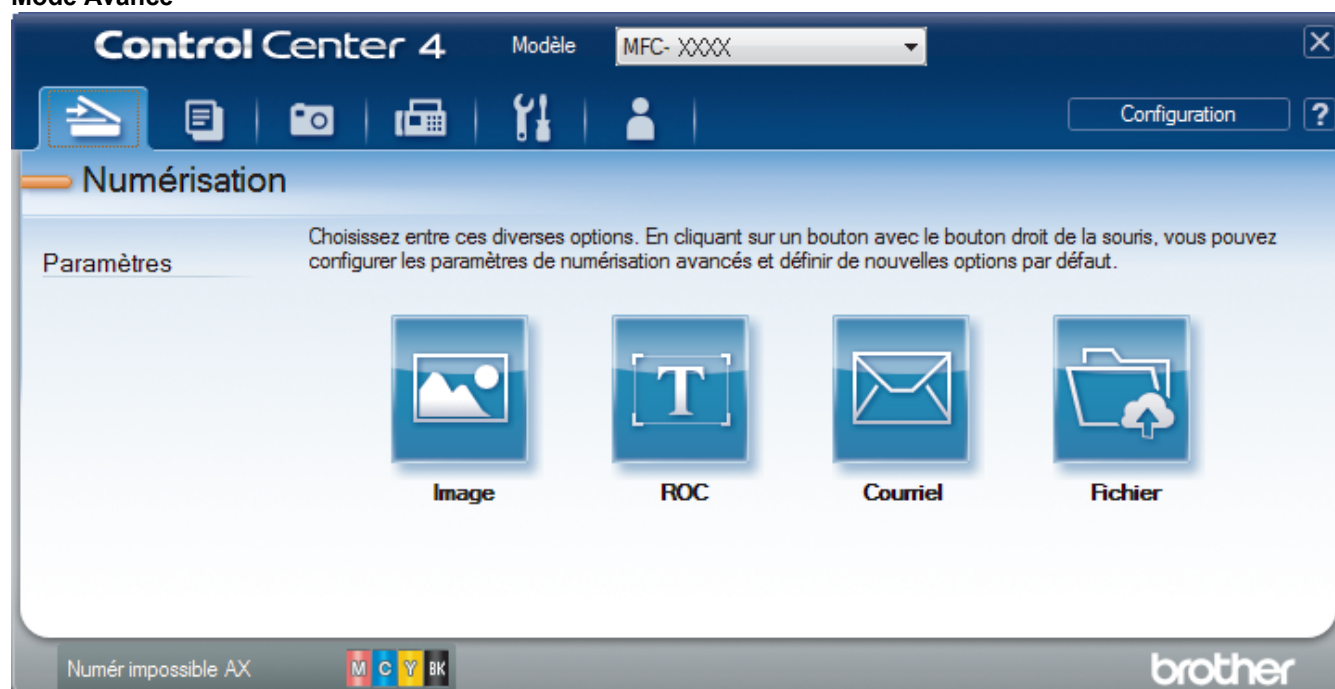 Mode Avancé
Control Center 4 Modèle MFC- XXXX
Configuration ?
Numérisation
Paramètres
Choisissez entre ces diverses options. En cliquant sur un bouton avec le bouton droit de la souris, vous pouvez
configurer les paramètres de numérisation avancés et définir de nouvelles options par défaut.
T
Image ROC Courriel Fichier
Numér impossible AX M C Y BK brother